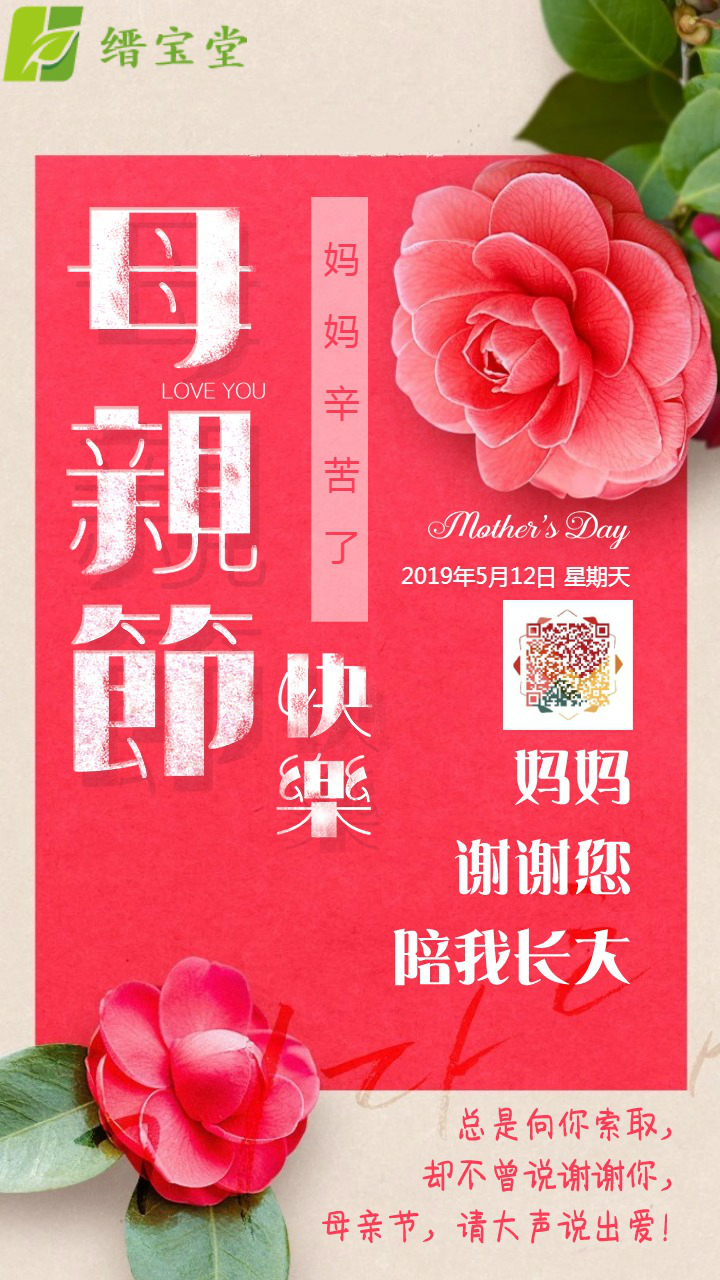 缙宝堂
母親節
LOVE YOU
快樂
妈妈辛苦了
Mother's Day
2019年5月12日 星期天
妈妈
谢谢您
陪我长大
总是向你索取,
却不曾说谢谢你,
母亲节, 请大声说出爱!